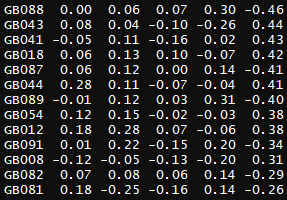 GB088 0.00 0.06 0.07 0.30 -0.46
GB043 0.08 0.04 -0.10 -0.26 0.44
GB041 -0.05 0.11 -0.16 0.02 0.43
GB018 0.06 0.13 0.10 -0.07 0.42
GB087 0.06 0.12 0.00 0.14 -0.41
GB044 0.28 0.11 -0.07 -0.04 0.41
GB089 -0.01 0.12 0.03 0.31 -0.40
GB054 0.12 0.15 -0.02 -0.03 0.38
GB012 0.18 0.28 0.07 -0.06 0.38
GB091 0.01 0.22 -0.15 0.20 -0.34
GB008 -0.12 -0.05 -0.13 -0.20 0.31
GB082 0.07 0.08 0.06 0.14 -0.29
GB081 0.18 -0.25 -0.16 0.14 -0.26